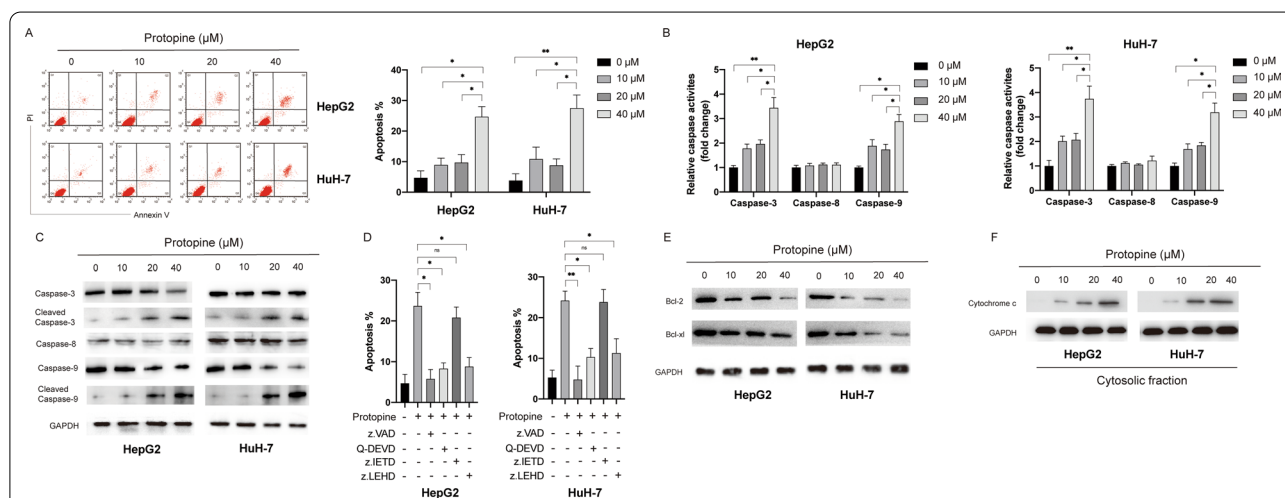 A
Protopine (µM)
0 10 20 40
HepG2
HuH-7
PI
Annexin V
Apoptosis %
50
40
30
20
10
0
* * * ** * *
HepG2 HuH-7
0 µM
10 µM
20 µM
40 µM
B
HepG2
Relative caspase activites
(fold change)
5
4
3
2
1
0
** * * * * *
Caspase-3 Caspase-8 Caspase-9
0 µM
10 µM
20 µM
40 µM
HuH-7
Relative caspase activites
(fold change)
5
4
3
2
1
0
** * * * * *
Caspase-3 Caspase-8 Caspase-9
0 µM
10 µM
20 µM
40 µM
C
Protopine (µM)
0 10 20 40 0 10 20 40
Caspase-3
Cleaved
Caspase-3
Caspase-8
Caspase-9
Cleaved
Caspase-9
GAPDH
HepG2 HuH-7
D
Apoptosis %
40
30
20
10
0
*
ns
*
*
Protopine - + + + + +
z.VAD - - + - - -
Q-DEVD - - - + - -
z.IETD - - - - + -
z.LEHD - - - - - +
HepG2
Apoptosis %
30
20
10
0
*
ns
*
**
Protopine - + + + + +
z.VAD - - + - - -
Q-DEVD - - - + - -
z.IETD - - - - + -
z.LEHD - - - - - +
HuH-7
E
Protopine (µM)
0 10 20 40 0 10 20 40
Bcl-2
Bcl-xl
GAPDH
HepG2 HuH-7
F
Protopine (µM)
0 10 20 40 0 10 20 40
Cytochrome c
GAPDH
HepG2 HuH-7
Cytosolic fraction